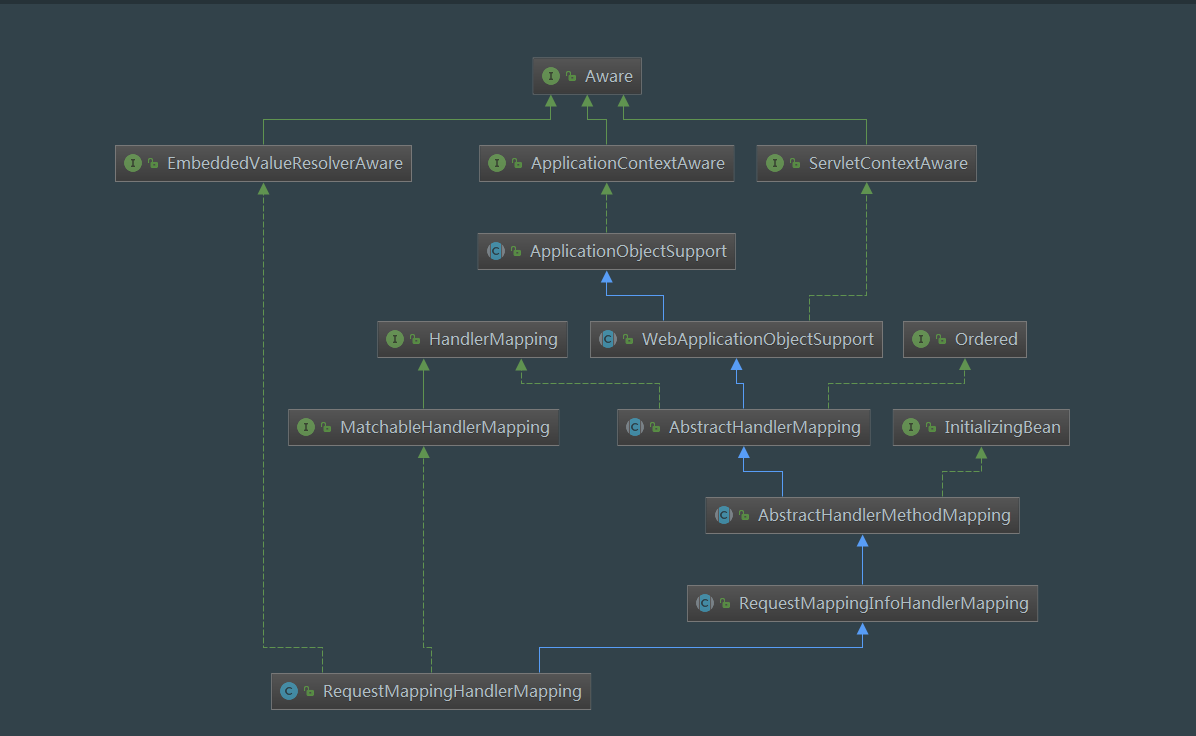 I Aware
I EmbeddedValueResolverAware
I ApplicationContextAware
I ServletContextAware
C ApplicationObjectSupport
I HandlerMapping
C WebApplicationObjectSupport
I Ordered
I MatchableHandlerMapping
C AbstractHandlerMapping
I InitializingBean
C AbstractHandlerMethodMapping
C RequestMappingInfoHandlerMapping
C RequestMappingHandlerMapping